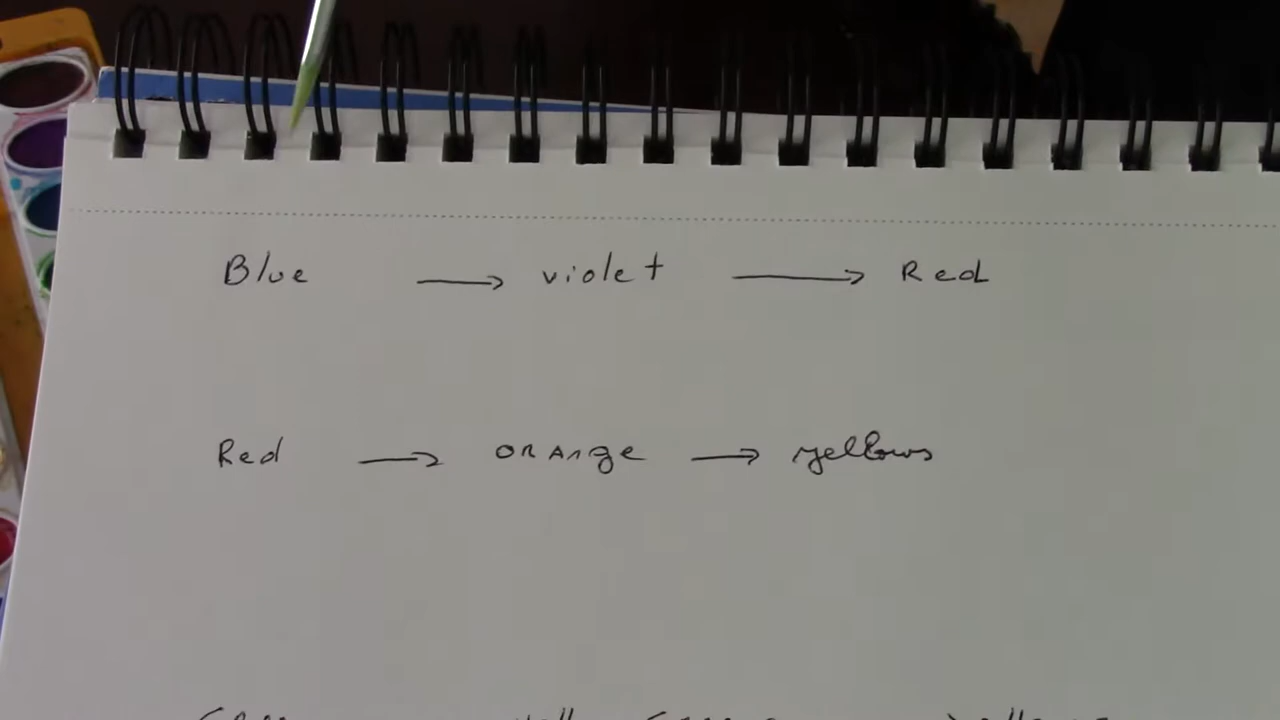 Blue → violet → Red
Red → orange → yellows